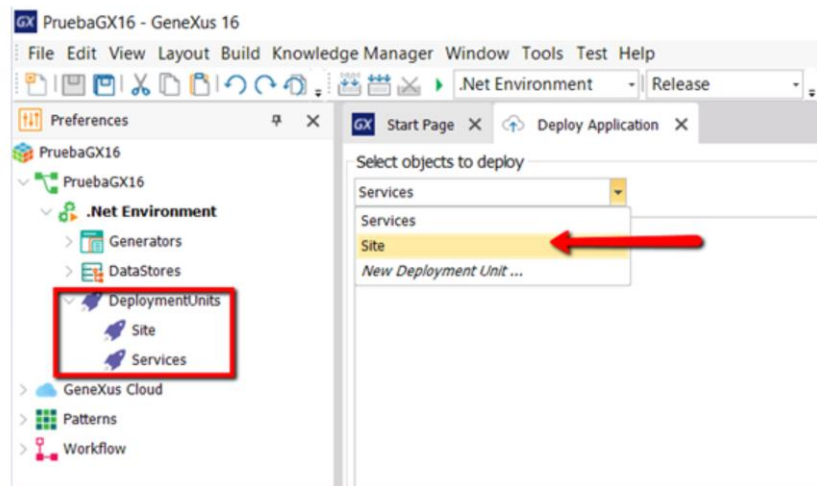 GX PruebaGX16 - GeneXus 16
File Edit View Layout Build Knowledge Manager Window Tools Test Help
.Net Environment Release
Preferences
PruebaGX16
PruebaGX16
.Net Environment
Generators
DataStores
DeploymentUnits
Site
Services
GeneXus Cloud
Patterns
Workflow
GX Start Page Deploy Application
Select objects to deploy
Services
Services
Site
New Deployment Unit ...